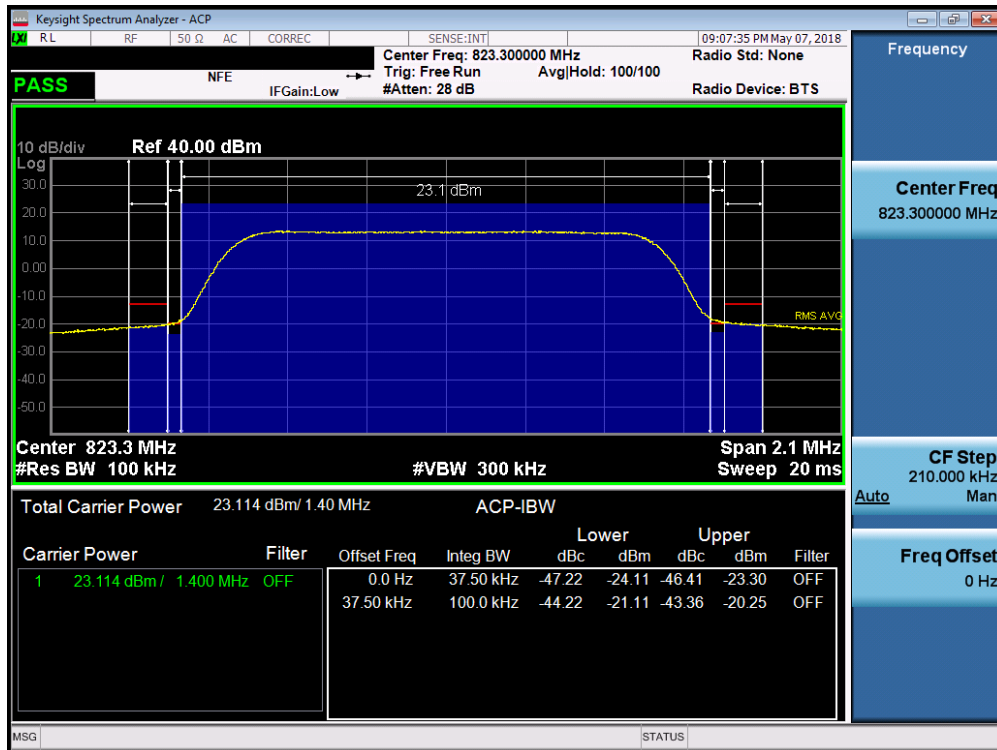 Keysight Spectrum Analyzer - ACP
LXI RL RF 50 Ω AC CORREC SENSE:INT 09:07:35 PM May 07, 2018
Center Freq: 823.300000 MHz Radio Std: None
PASS NFE Trig: Free Run Avg|Hold: 100/100
IFGain:Low #Atten: 28 dB Radio Device: BTS
10 dB/div Ref 40.00 dBm
Log
30.0
23.1 dBm
20.0
10.0
0.00
-10.0
-20.0
RMS AVG
-30.0
-40.0
-50.0
Center 823.3 MHz Span 2.1 MHz
#Res BW 100 kHz #VBW 300 kHz Sweep 20 ms
Total Carrier Power 23.114 dBm/ 1.40 MHz ACP-IBW
Lower Upper
Carrier Power Filter Offset Freq Integ BW dBc dBm dBc dBm Filter
1 23.114 dBm / 1.400 MHz OFF 0.0 Hz 37.50 kHz -47.22 -24.11 -46.41 -23.30 OFF
37.50 kHz 100.0 kHz -44.22 -21.11 -43.36 -20.25 OFF
MSG STATUS
Frequency
Center Freq
823.300000 MHz
CF Step
210.000 kHz
Auto Man
Freq Offset
0 Hz